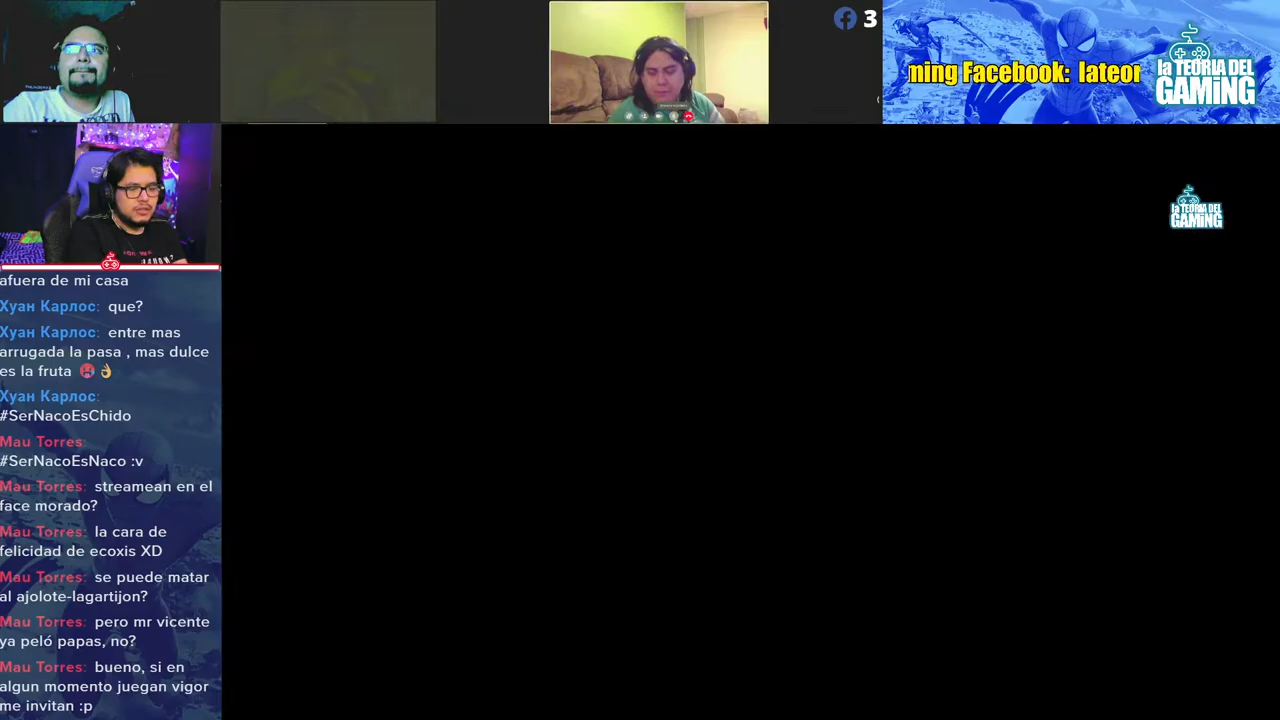 3
ming Facebook: lateor
la TEORIA DEL
GAMING
la TEORIA DEL
GAMING
afuera de mi casa
Хуан Карлос: que?
Хуан Карлос: entre mas
arrugada la pasa , mas dulce
es la fruta 🥵👌
Хуан Карлос:
#SerNacoEsChido
Mau Torres:
#SerNacoEsNaco :v
Mau Torres: streamean en el
face morado?
Mau Torres: la cara de
felicidad de ecoxis XD
Mau Torres: se puede matar
al ajolote-lagartijon?
Mau Torres: pero mr vicente
ya peló papas, no?
Mau Torres: bueno, si en
algun momento juegan vigor
me invitan :p